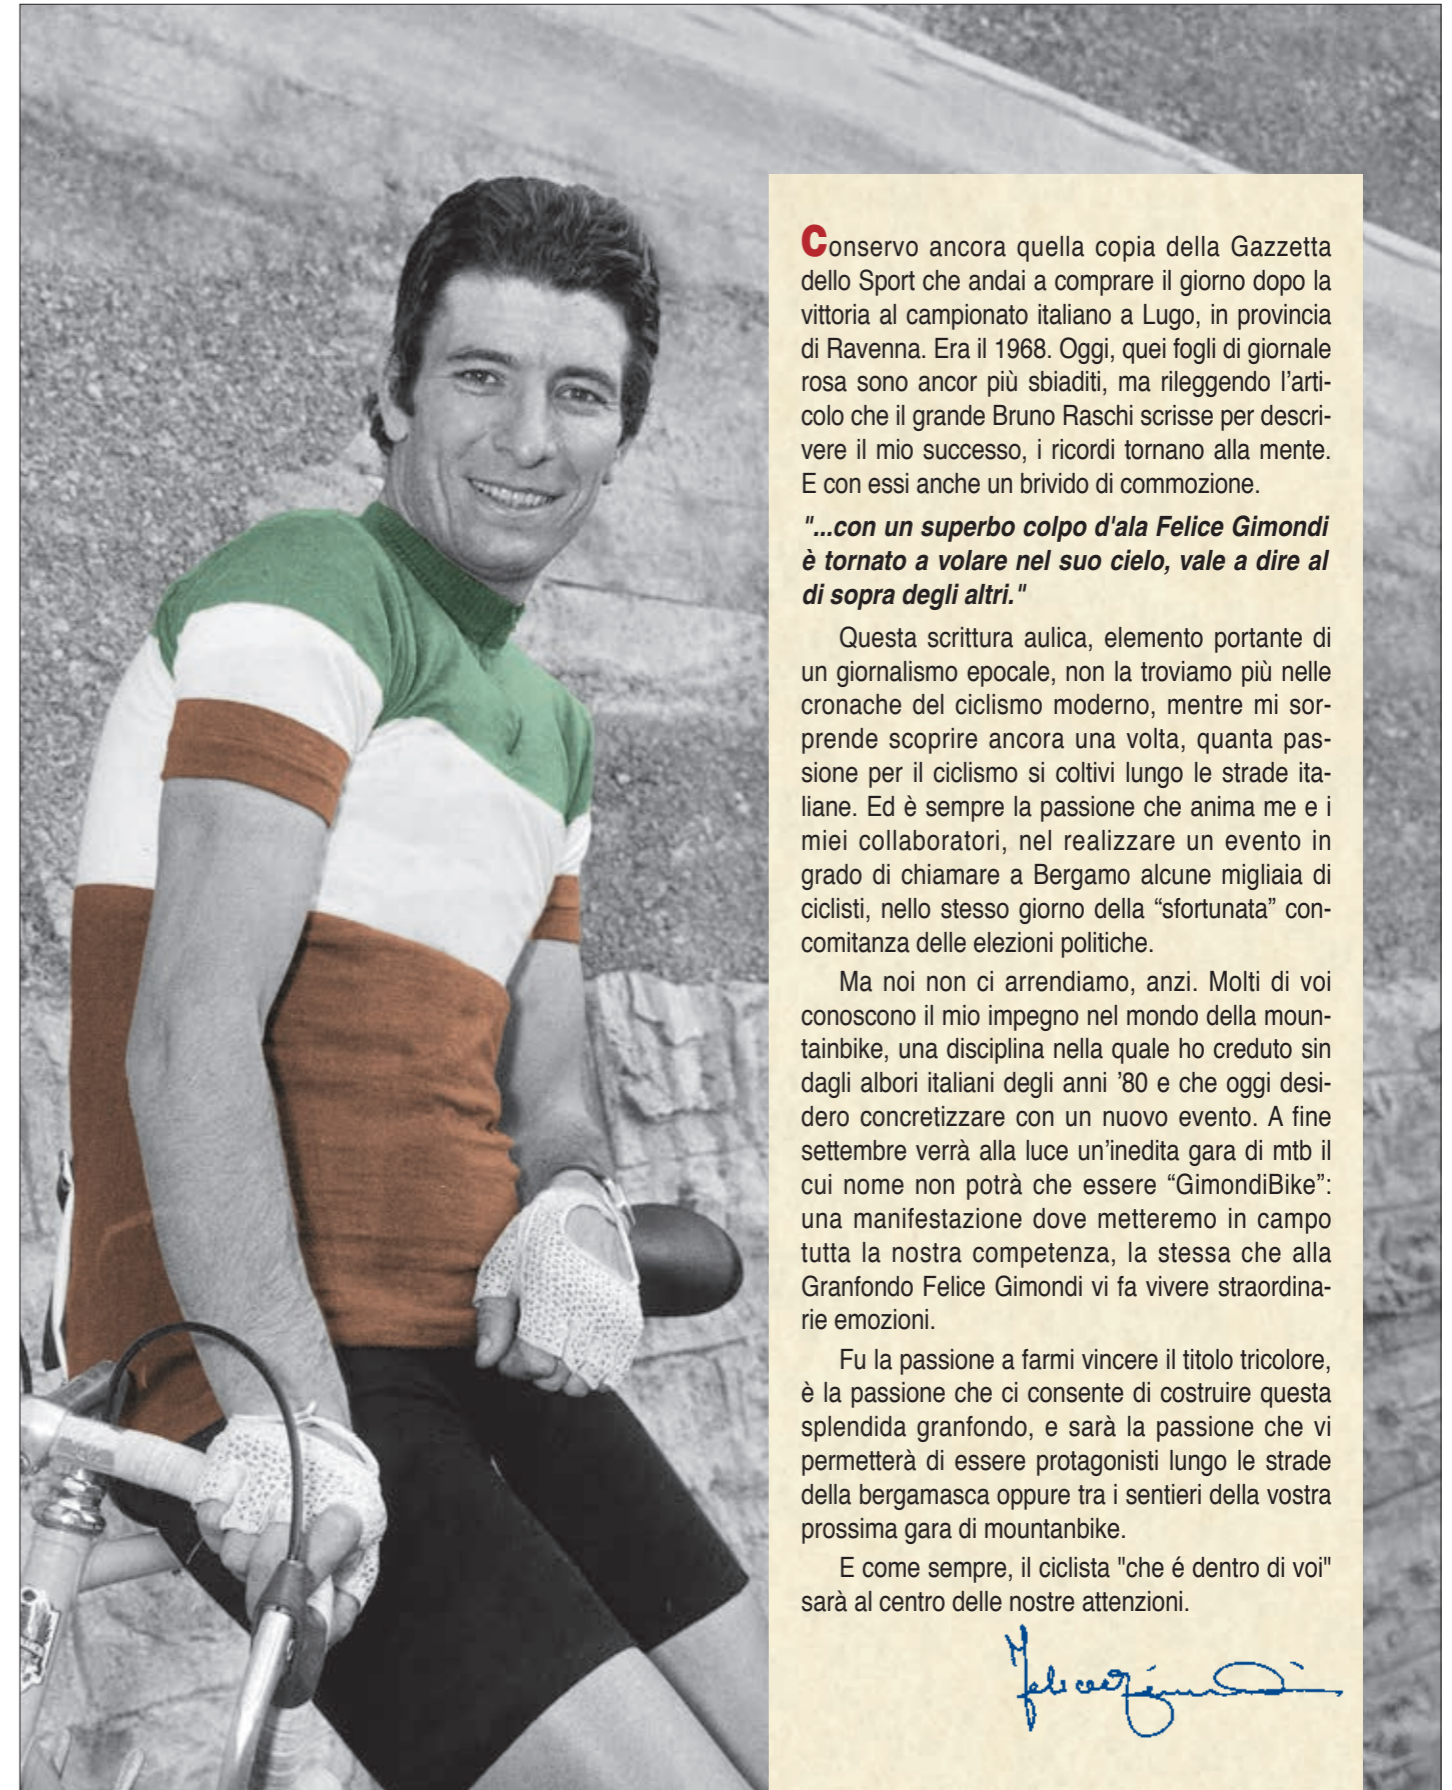 Conservo ancora quella copia della Gazzetta
dello Sport che andai a comprare il giorno dopo la
vittoria al campionato italiano a Lugo, in provincia
di Ravenna. Era il 1968. Oggi, quei fogli di giornale
rosa sono ancor più sbiaditi, ma rileggendo l'arti-
colo che il grande Bruno Raschi scrisse per descri-
vere il mio successo, i ricordi tornano alla mente.
E con essi anche un brivido di commozione.
"...con un superbo colpo d'ala Felice Gimondi
è tornato a volare nel suo cielo, vale a dire al
di sopra degli altri."
Questa scrittura aulica, elemento portante di
un giornalismo epocale, non la troviamo più nelle
cronache del ciclismo moderno, mentre mi sor-
prende scoprire ancora una volta, quanta pas-
sione per il ciclismo si coltivi lungo le strade ita-
liane. Ed è sempre la passione che anima me e i
miei collaboratori, nel realizzare un evento in
grado di chiamare a Bergamo alcune migliaia di
ciclisti, nello stesso giorno della “sfortunata” con-
comitanza delle elezioni politiche.
Ma noi non ci arrendiamo, anzi. Molti di voi
conoscono il mio impegno nel mondo della moun-
tainbike, una disciplina nella quale ho creduto sin
dagli albori italiani degli anni ’80 e che oggi desi-
dero concretizzare con un nuovo evento. A fine
settembre verrà alla luce un’inedita gara di mtb il
cui nome non potrà che essere “GimondiBike”:
una manifestazione dove metteremo in campo
tutta la nostra competenza, la stessa che alla
Granfondo Felice Gimondi vi fa vivere straordina-
rie emozioni.
Fu la passione a farmi vincere il titolo tricolore,
è la passione che ci consente di costruire questa
splendida granfondo, e sarà la passione che vi
permetterà di essere protagonisti lungo le strade
della bergamasca oppure tra i sentieri della vostra
prossima gara di mountanbike.
E come sempre, il ciclista "che é dentro di voi"
sarà al centro delle nostre attenzioni.
Felice Gimondi